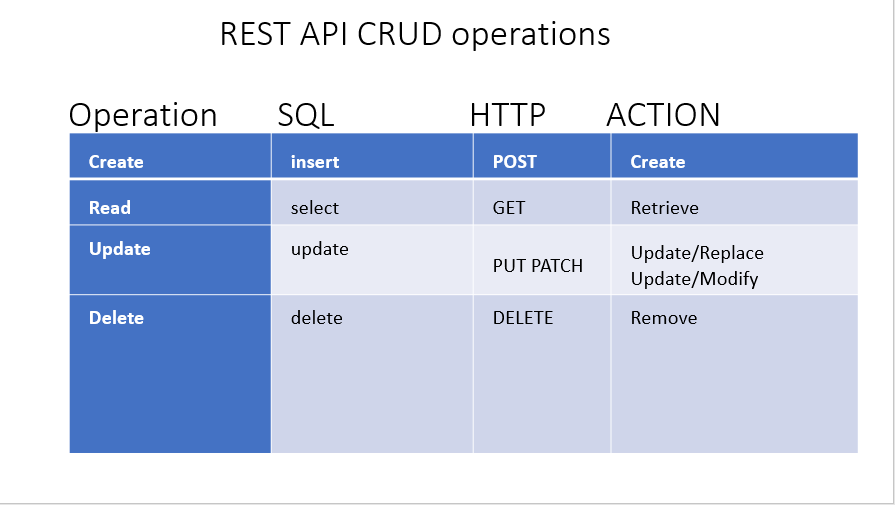 REST API CRUD operations
Operation SQL HTTP ACTION
Create insert POST Create
Read select GET Retrieve
Update update PUT PATCH Update/Replace
Update/Modify
Delete delete DELETE Remove